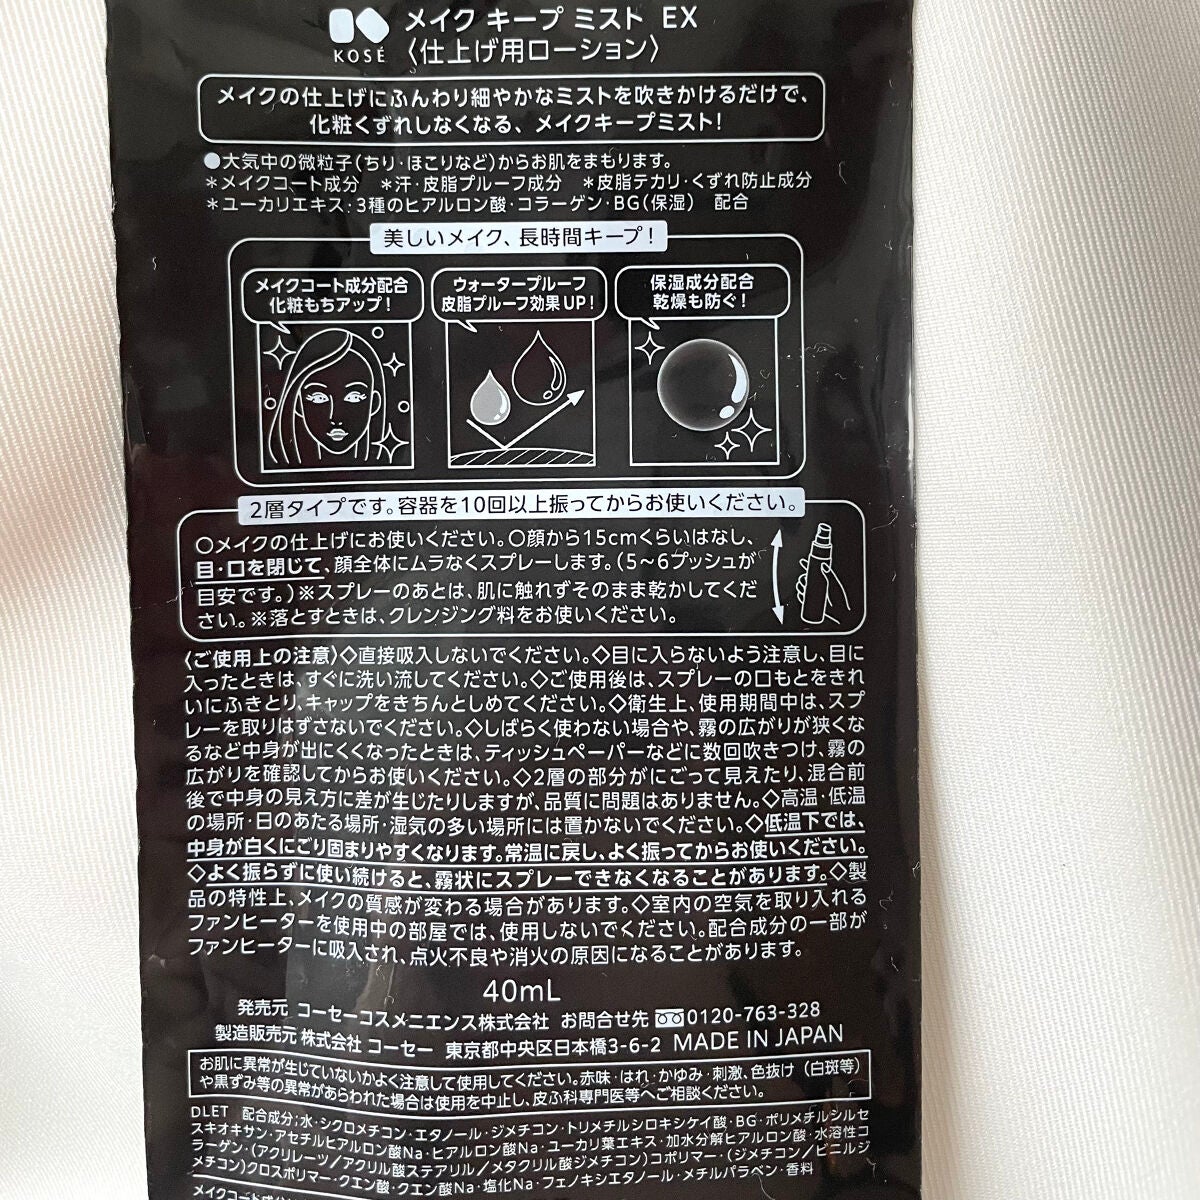 KOSÉ
メイク キープ ミスト EX
〈仕上げ用ローション〉
メイクの仕上げにふんわり細やかなミストを吹きかけるだけで、
化粧くずれしなくなる、メイクキープミスト!
●大気中の微粒子(ちり・ほこりなど)からお肌をまもります。
＊メイクコート成分 ＊汗・皮脂プルーフ成分 ＊皮脂テカリ・くずれ防止成分
＊ユーカリエキス・3種のヒアルロン酸・コラーゲン・BG(保湿) 配合
美しいメイク、長時間キープ!
メイクコート成分配合
化粧もちアップ!
ウォータープルーフ
皮脂プルーフ効果UP!
保湿成分配合
乾燥も防ぐ!
2層タイプです。容器を10回以上振ってからお使いください。
○メイクの仕上げにお使いください。○顔から15cmくらいはなし、
目・口を閉じて、顔全体にムラなくスプレーします。(5~6プッシュが
目安です。)※スプレーのあとは、肌に触れずそのまま乾かしてくだ
さい。※落とすときは、クレンジング料をお使いください。
〈ご使用上の注意〉◇直接吸入しないでください。◇目に入らないよう注意し、目に
入ったときは、すぐに洗い流してください。◇ご使用後は、スプレーの口もとをきれ
いにふきとり、キャップをきちんとしめてください。◇衛生上、使用期間中は、スプ
レーを取りはずさないでください。◇しばらく使わない場合や、霧の広がりが狭くな
るなど中身が出にくくなったときは、ティッシュペーパーなどに数回吹きつけ、霧の
広がりを確認してからお使いください。◇2層の部分がにごって見えたり、混合前
後で中身の見え方に差が生じたりしますが、品質に問題はありません。◇高温・低温
の場所・日のあたる場所・湿気の多い場所には置かないでください。◇低温下では、
中身が白くにごり固まりやすくなります。常温に戻し、よく振ってからお使いください。
◇よく振らずに使い続けると、霧状にスプレーできなくなることがあります。◇製
品の特性上、メイクの質感が変わる場合があります。◇室内の空気を取り入れる
ファンヒーターを使用中の部屋では、使用しないでください。配合成分の一部が
ファンヒーターに吸入され、点火不良や消火の原因になることがあります。
40mL
発売元 コーセーコスメニエンス株式会社 お問合せ先 0120-763-328
製造販売元 株式会社 コーセー 東京都中央区日本橋3-6-2 MADE IN JAPAN
お肌に異常が生じていないかよく注意して使用してください。赤味・はれ・かゆみ・刺激、色抜け(白斑等)
や黒ずみ等の異常があらわれた場合は使用を中止し、皮ふ科専門医等へご相談ください。
DLET 配合成分:水・シクロメチコン・エタノール・ジメチコン・トリメチルシロキシケイ酸・BG・ポリメチルシルセ
スキオキサン・アセチルヒアルロン酸Na・ヒアルロン酸Na・ユーカリ葉エキス・加水分解ヒアルロン酸・水溶性コ
ラーゲン・(アクリレーツ/アクリル酸ステアリル/メタクリル酸ジメチコン)コポリマー・(ジメチコン/ビニルジ
メチコン)クロスポリマー・クエン酸・クエン酸Na・塩化Na・フェノキシエタノール・メチルパラベン・香料